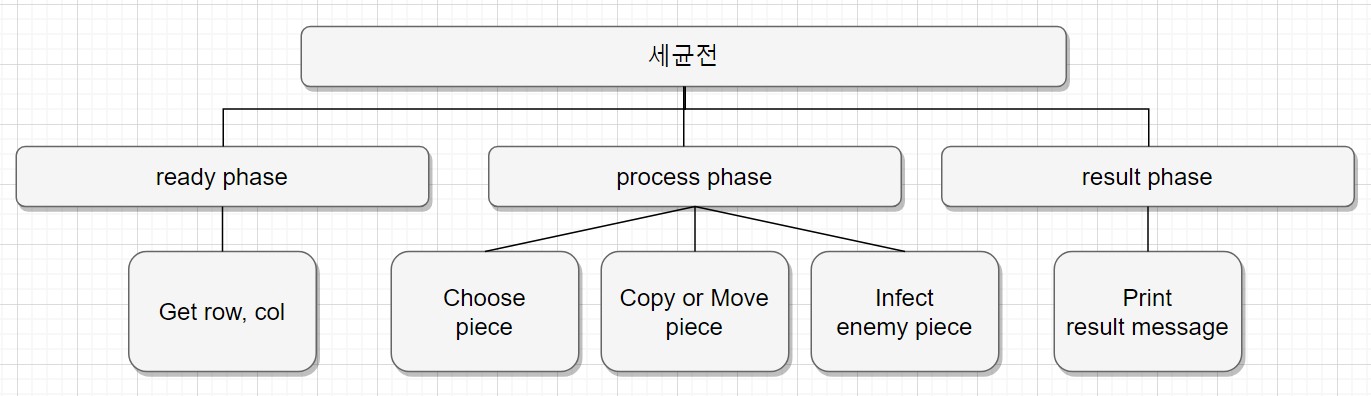 세균전
ready phase
process phase
result phase
Get row, col
Choose
piece
Copy or Move
piece
Infect
enemy piece
Print
result message